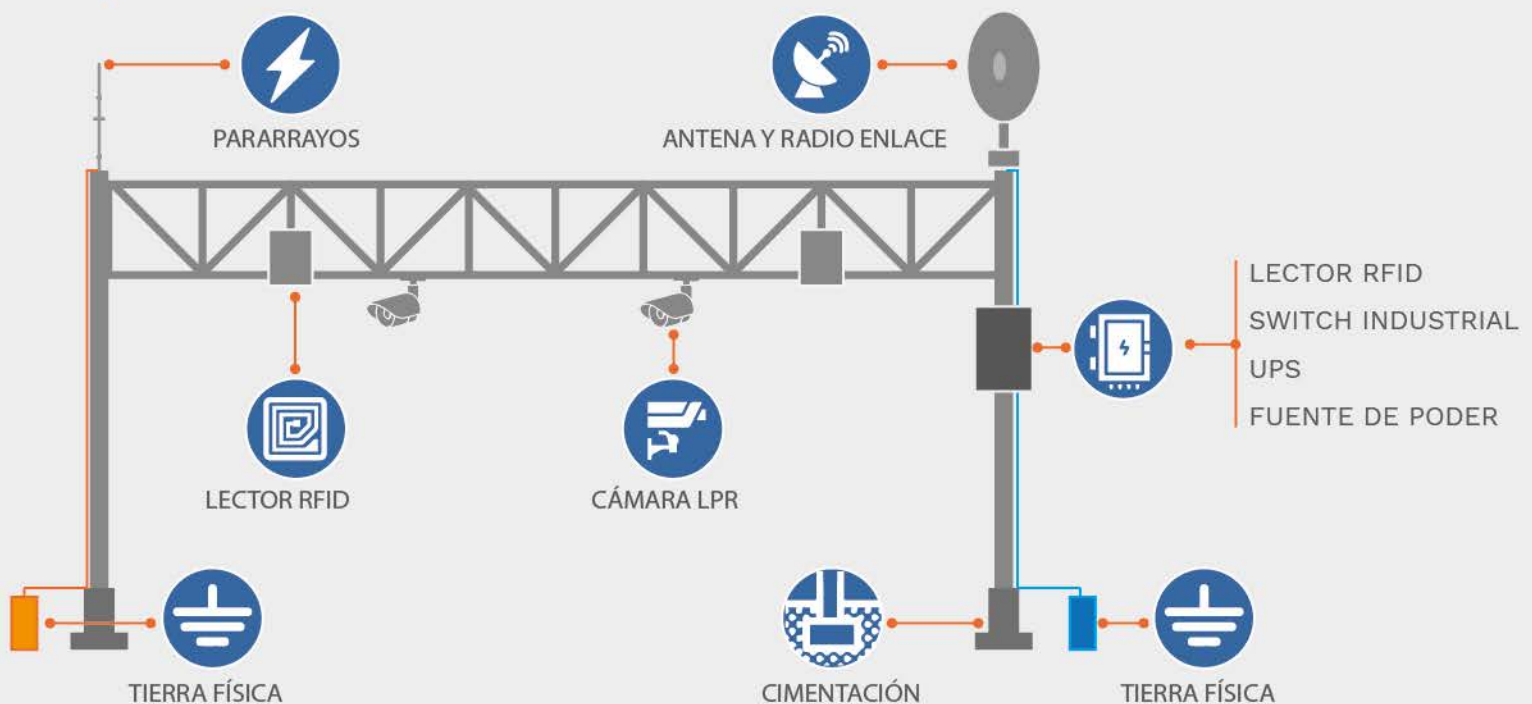 PARARRAYOS
ANTENA Y RADIO ENLACE
LECTOR RFID
SWITCH INDUSTRIAL
UPS
FUENTE DE PODER
LECTOR RFID
CÁMARA LPR
TIERRA FÍSICA
CIMENTACIÓN
TIERRA FÍSICA